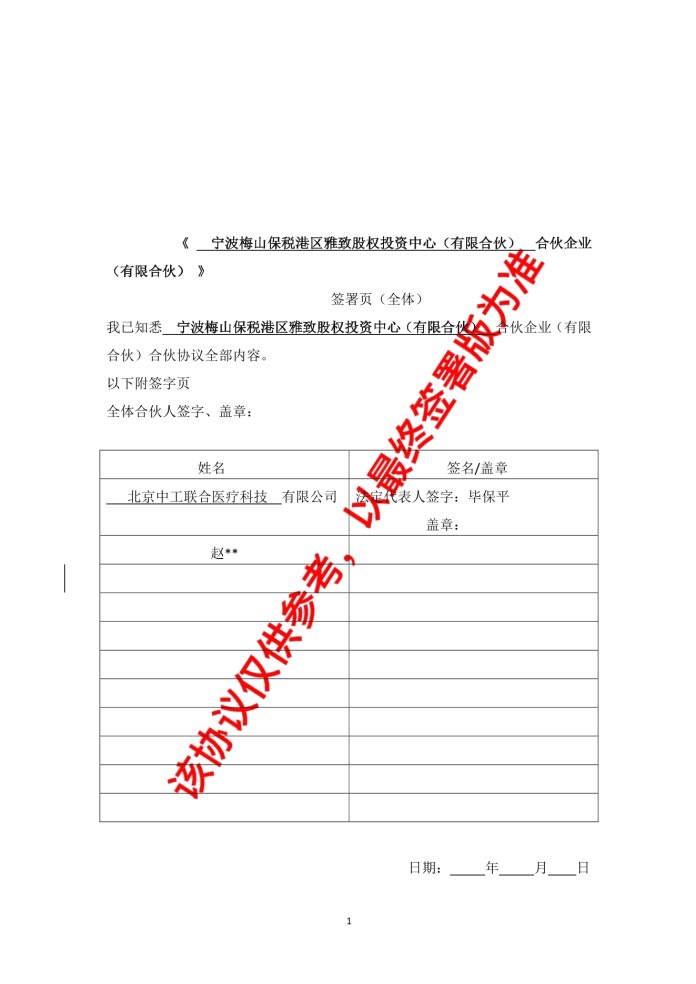 《 宁波梅山保税港区雅致股权投资中心（有限合伙） 合伙企业
（有限合伙） 》
签署页（全体）
我已知悉 宁波梅山保税港区雅致股权投资中心（有限合伙） 合伙企业（有限
合伙）合伙协议全部内容。
以下附签字页
全体合伙人签字、盖章：
姓名 签名/盖章
北京中工联合医疗科技 有限公司 法定代表人签字：毕保平
盖章：
赵**
该协议仅供参考，以最终签署版为准
日期：_____年_____月____日
1